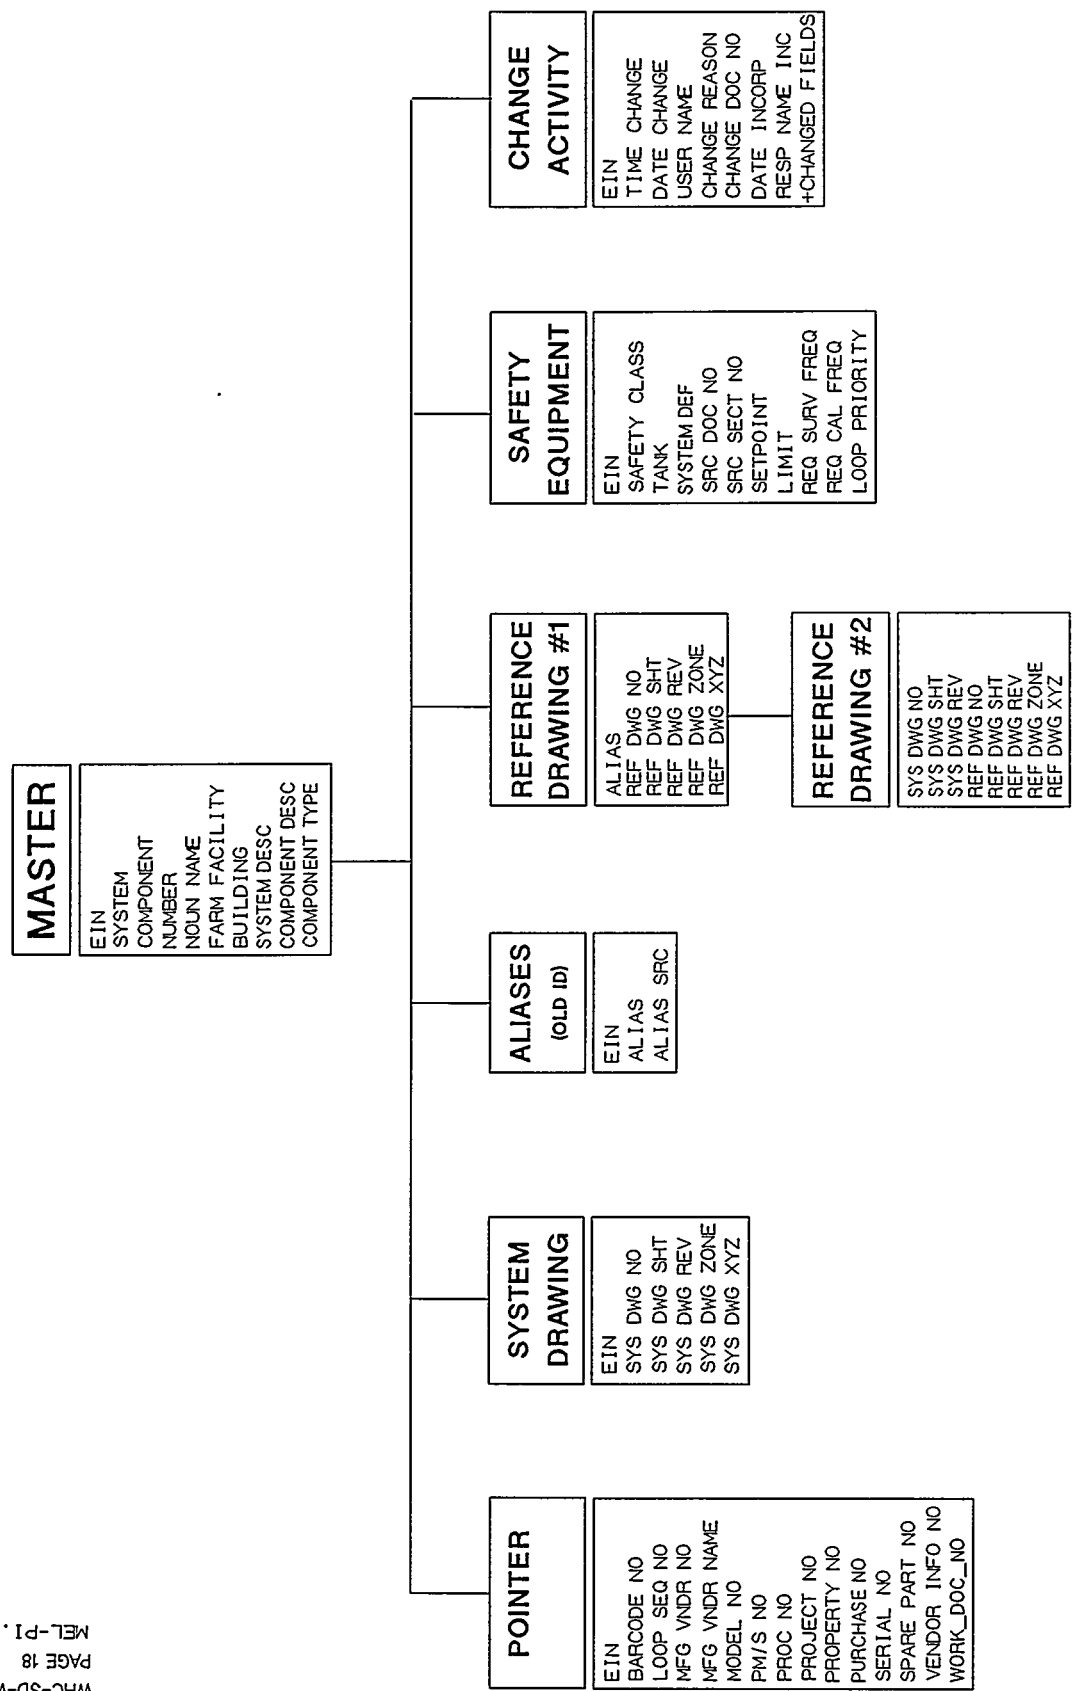 MASTER
EIN
SYSTEM
COMPONENT
NUMBER
NOUN NAME
FARM FACILITY
BUILDING
SYSTEM DESC
COMPONENT DESC
COMPONENT TYPE
POINTER
EIN
BARCODE NO
LOOP SEQ NO
MFG VNDR NO
MFG VNDR NAME
MODEL NO
PM/S NO
PROC NO
PROJECT NO
PROPERTY NO
PURCHASE NO
SERIAL NO
SPARE PART NO
VENDOR INFO NO
WORK_DOC_NO
SYSTEM
DRAWING
EIN
SYS DWG NO
SYS DWG SHT
SYS DWG REV
SYS DWG ZONE
SYS DWG XYZ
ALIASES
(OLD ID)
EIN
ALIAS
ALIAS SRC
REFERENCE
DRAWING #1
ALIAS
REF DWG NO
REF DWG SHT
REF DWG REV
REF DWG ZONE
REF DWG XYZ
REFERENCE
DRAWING #2
SYS DWG NO
SYS DWG SHT
SYS DWG REV
REF DWG NO
REF DWG SHT
REF DWG REV
REF DWG ZONE
REF DWG XYZ
SAFETY
EQUIPMENT
EIN
SAFETY CLASS
TANK
SYSTEM DEF
SRC DOC NO
SRC SECT NO
SETPOINT
LIMIT
REQ SURV FREQ
REQ CAL FREQ
LOOP PRIORITY
CHANGE
ACTIVITY
EIN
TIME CHANGE
DATE CHANGE
USER NAME
CHANGE REASON
CHANGE DOC NO
DATE INCORP
RESP NAME INC
+CHANGED FIELDS
WHC-SD-W
PAGE 18
MEL-PI.